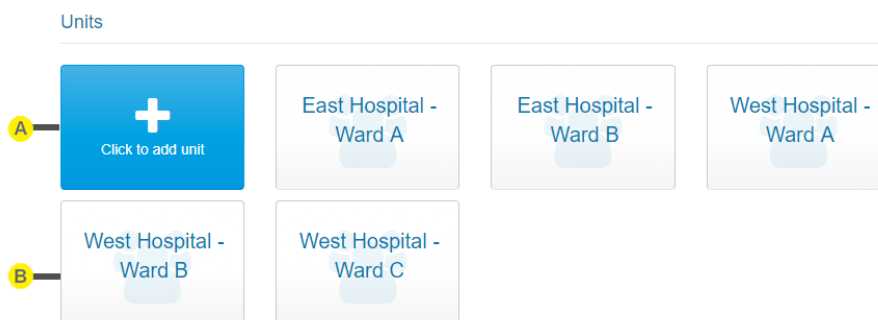 Units
A
Click to add unit
East Hospital -
Ward A
East Hospital -
Ward B
West Hospital -
Ward A
B
West Hospital -
Ward B
West Hospital -
Ward C